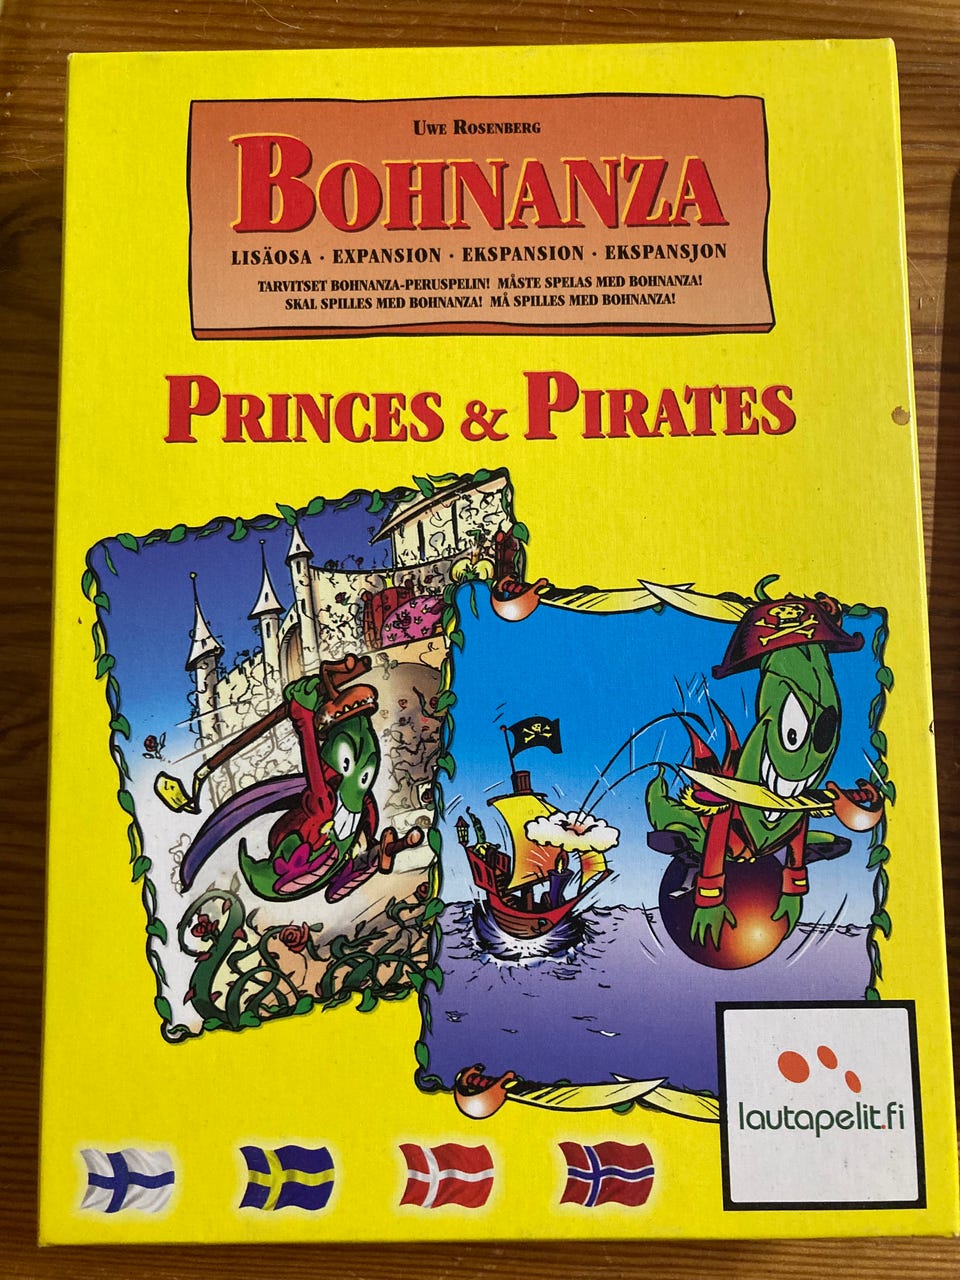 Uwe Rosenberg
Bohnanza
LISÄOSA · EXPANSION · EKSPANSION · EKSPANSJON
TARVITSET BOHNANZA-PERUSPELIN! MÅSTE SPELAS MED BOHNANZA!
SKAL SPILLES MED BOHNANZA! MÅ SPILLES MED BOHNANZA!
Princes & Pirates
lautapelit.fi